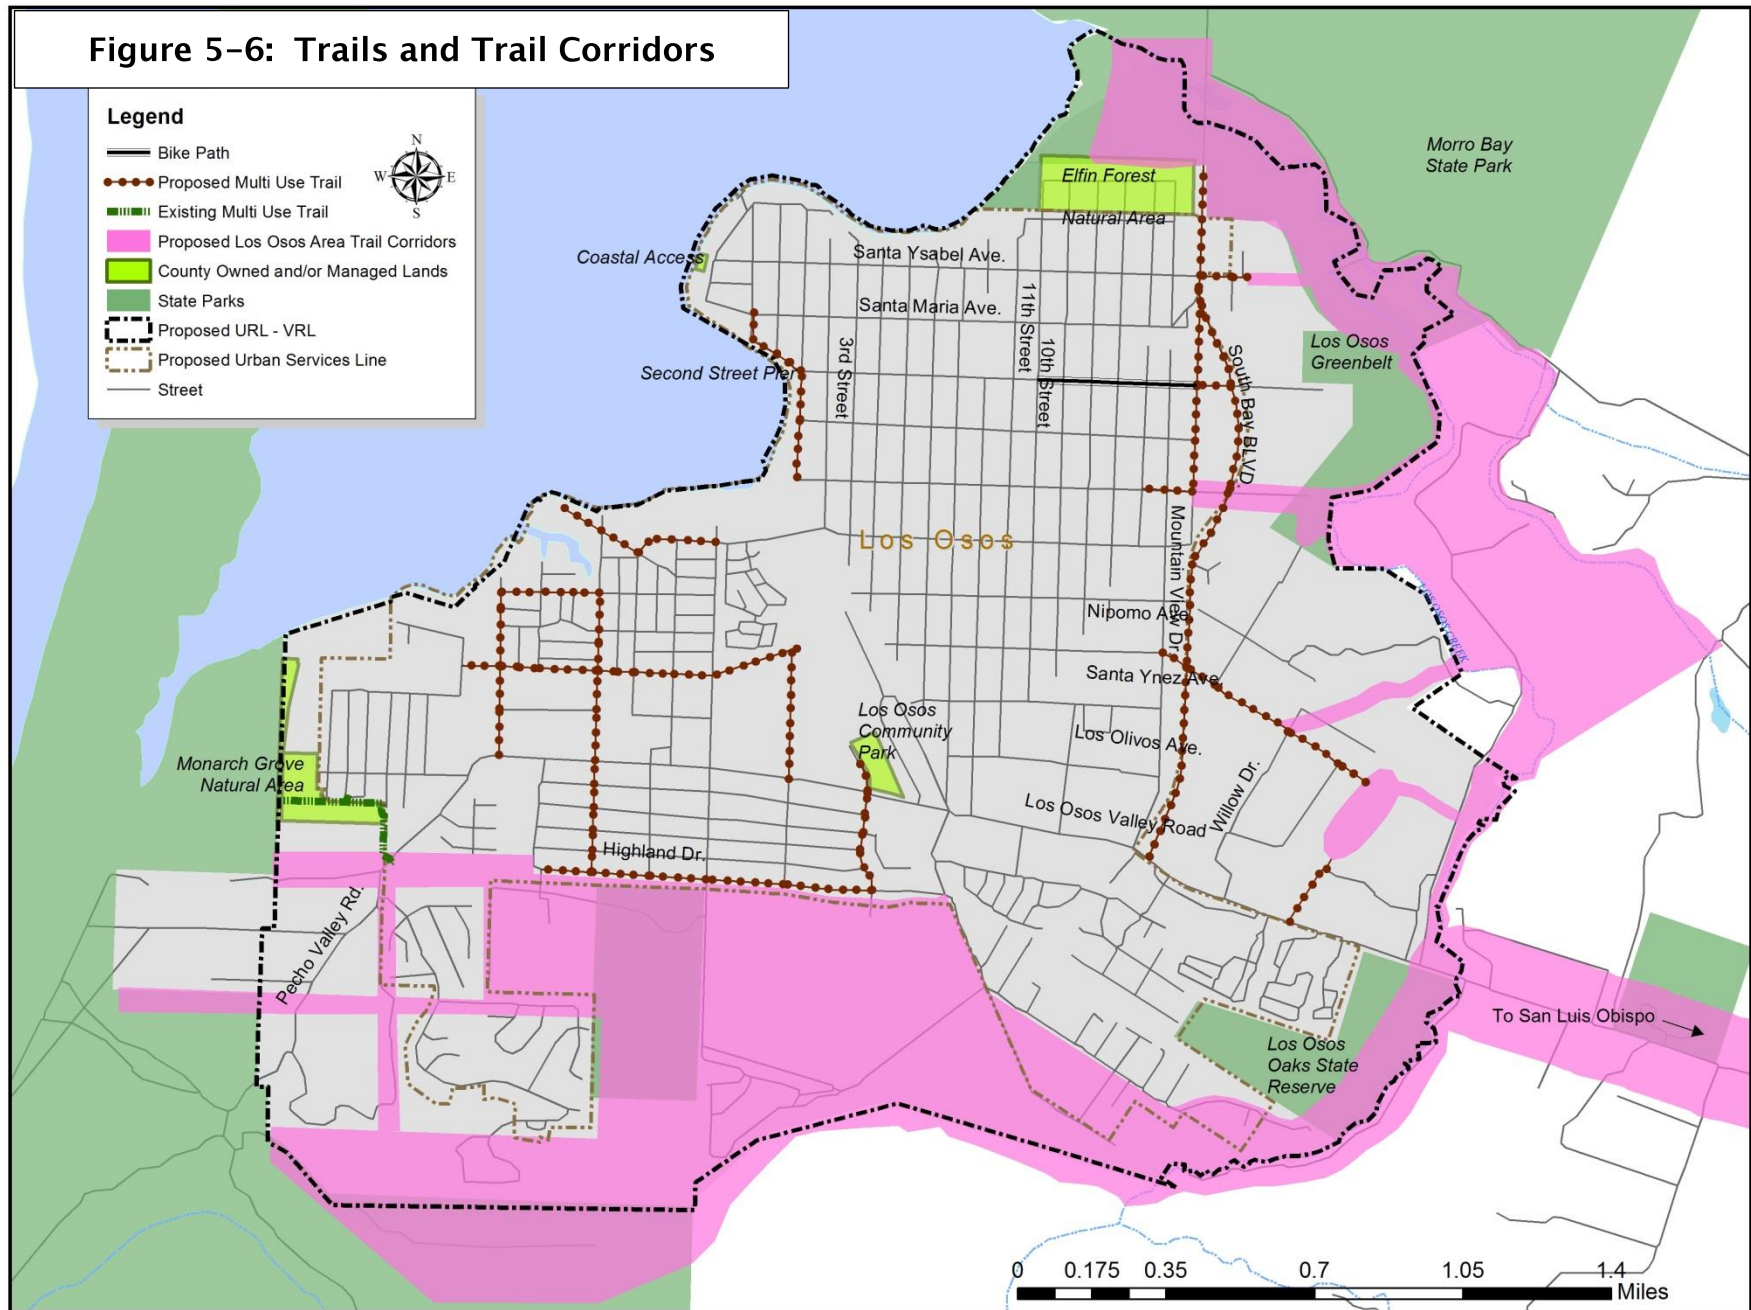 Figure 5-6: Trails and Trail Corridors
Legend
Bike Path
Proposed Multi Use Trail
Existing Multi Use Trail
Proposed Los Osos Area Trail Corridors
County Owned and/or Managed Lands
State Parks
Proposed URL - VRL
Proposed Urban Services Line
Street
N
W
E
S
Morro Bay
State Park
Elfin Forest
Natural Area
Coastal Access
Santa Ysabel Ave.
Santa Maria Ave.
11th Street
10th Street
3rd Street
Second Street Pier
South Bay BLVD.
Los Osos
Greenbelt
Los Osos
Mountain View Dr.
Nipomo Ave.
LOS OSOS CREEK
Santa Ynez Ave.
Los Osos
Community
Park
Los Olivos Ave.
Monarch Grove
Natural Area
Willow Dr.
Los Osos Valley Road
Highland Dr.
Pecho Valley Rd.
To San Luis Obispo
Los Osos
Oaks State
Reserve
0 0.175 0.35 0.7 1.05 1.4
Miles